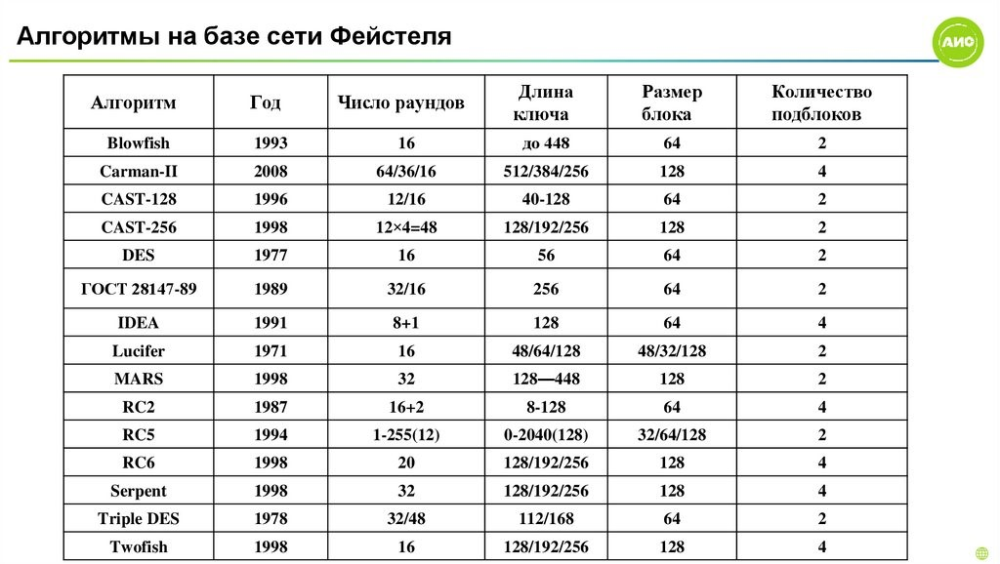 Алгоритмы на базе сети Фейстеля
АИО
Алгоритм Год Число раундов Длина ключа Размер блока Количество подблоков
Blowfish 1993 16 до 448 64 2
Carman-II 2008 64/36/16 512/384/256 128 4
CAST-128 1996 12/16 40-128 64 2
CAST-256 1998 12×4=48 128/192/256 128 2
DES 1977 16 56 64 2
ГОСТ 28147-89 1989 32/16 256 64 2
IDEA 1991 8+1 128 64 4
Lucifer 1971 16 48/64/128 48/32/128 2
MARS 1998 32 128—448 128 2
RC2 1987 16+2 8-128 64 4
RC5 1994 1-255(12) 0-2040(128) 32/64/128 2
RC6 1998 20 128/192/256 128 4
Serpent 1998 32 128/192/256 128 4
Triple DES 1978 32/48 112/168 64 2
Twofish 1998 16 128/192/256 128 4